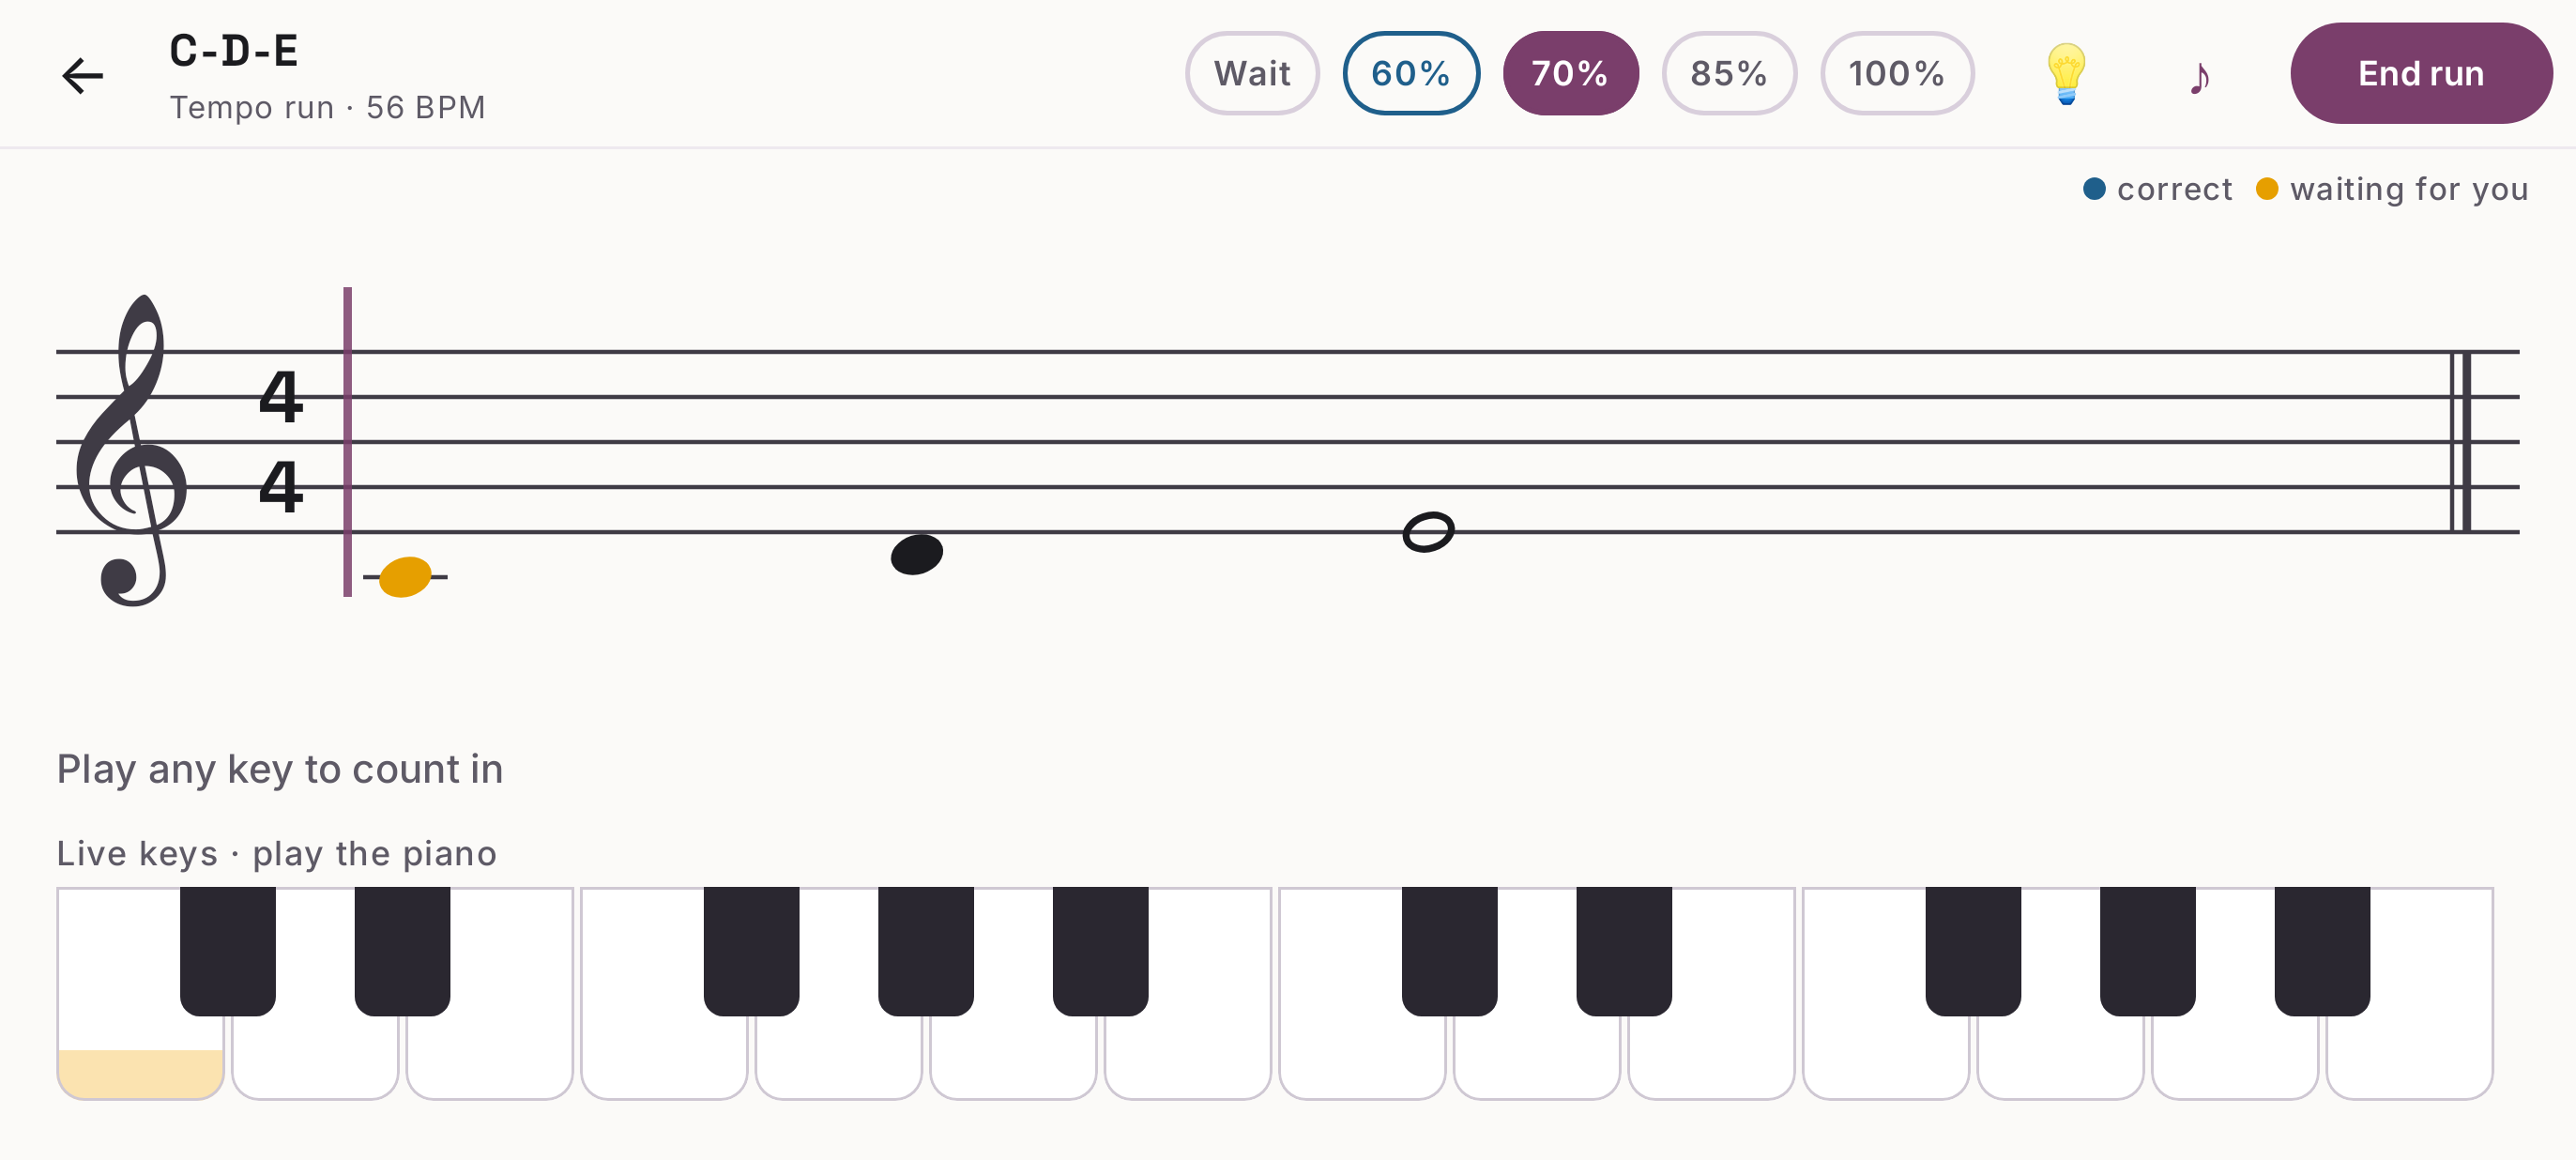 C-D-E
Tempo run · 56 BPM
Wait 60% 70% 85% 100% End run
correct waiting for you
4
4
Play any key to count in
Live keys · play the piano